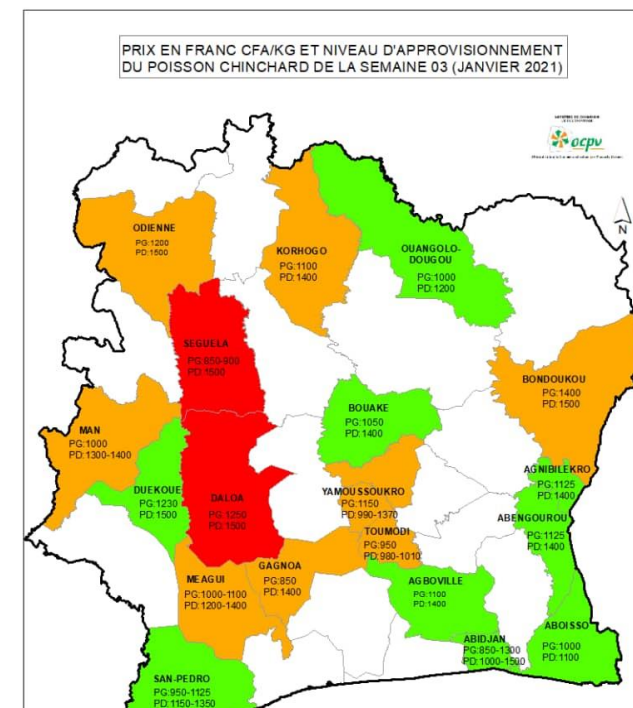 PRIX EN FRANC CFA/KG ET NIVEAU D'APPROVISIONNEMENT
DU POISSON CHINCHARD DE LA SEMAINE 03 (JANVIER 2021)
ocpv
N
ODIENNE
PG:1200
PD:1500
KORHOGO
PG:1100
PD:1400
OUANGOLO-
DOUGOU
PG:1000
PD:1200
SEGUELA
PG:850-900
PD:1500
BONDOUKOU
PG:1400
PD:1500
BOUAKE
PG:1050
PD:1400
MAN
PG:1000
PD:1300-1400
DUEKOUE
PG:1230
PD:1500
DALOA
PG:1250
PD:1500
YAMOUSSOUKRO
PG:1150
PD:990-1370
AGNIBILEKRO
PG:1125
PD:1400
ABENGOUROU
PG:1125
PD:1400
TOUMODI
PG:950
PD:980-1010
MEAGUI
PG:1000-1100
PD:1200-1400
GAGNOA
PG:850
PD:1400
AGBOVILLE
PG:1100
PD:1400
ABOISSO
PG:1000
PD:1100
ABIDJAN
PG:850-1300
PD:1000-1500
SAN-PEDRO
PG:950-1125
PD:1150-1350